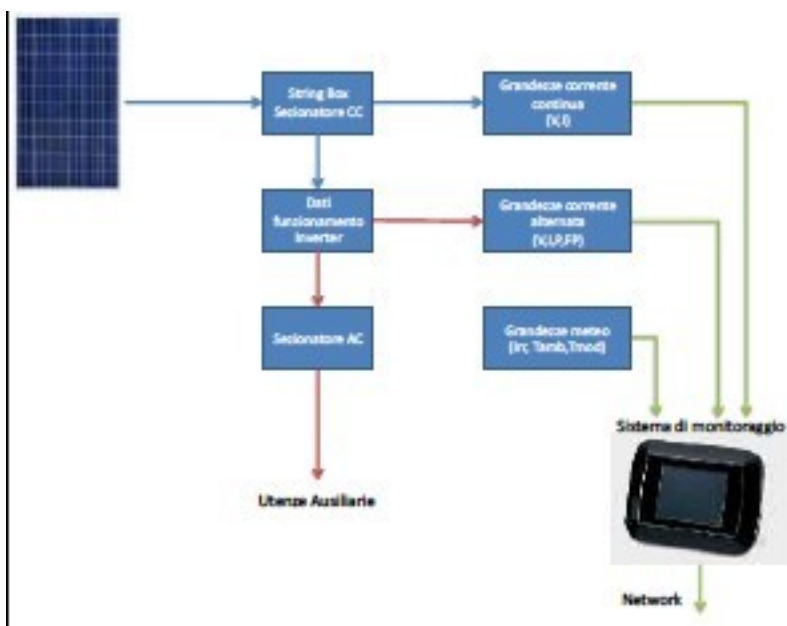 String Box
Sezionatore CC
Grandezze corrente
continua
(V,I)
Dati
funzionamento
Inverter
Grandezze corrente
alternata
(V,I,P,FP)
Sezionatore AC
Grandezze meteo
(Irr, Tamb,Tmod)
Sistema di monitoraggio
Utenze Ausiliarie
Network